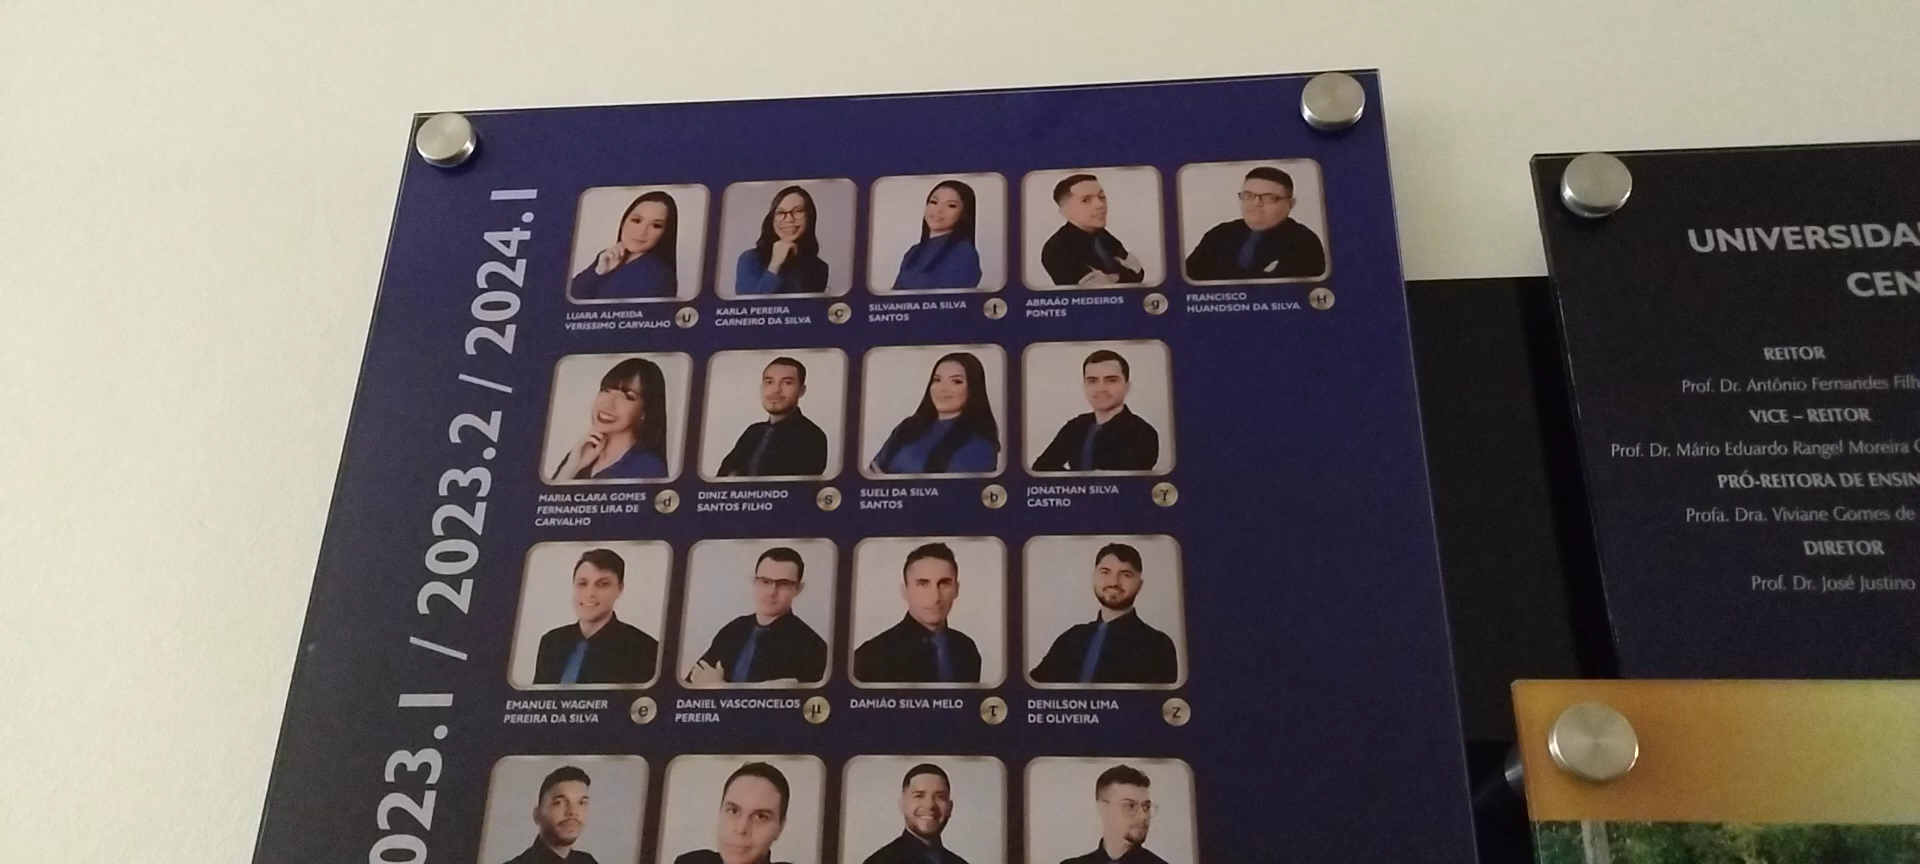 2023.1 / 2023.2 / 2024.1
LUARA ALMEIDA
VERÍSSIMO CARVALHO
u
KARLA PEREIRA
CARNEIRO DA SILVA
c
SILVANIRA DA SILVA
SANTOS
t
ABRAÃO MEDEIROS
PONTES
g
FRANCISCO
HUANDSON DA SILVA
H
MARIA CLARA GOMES
FERNANDES LIRA DE
CARVALHO
d
DINIZ RAIMUNDO
SANTOS FILHO
s
SUELI DA SILVA
SANTOS
b
JONATHAN SILVA
CASTRO
γ
EMANUEL WAGNER
PEREIRA DA SILVA
e
DANIEL VASCONCELOS
PEREIRA
μ
DAMIÃO SILVA MELO
τ
DENILSON LIMA
DE OLIVEIRA
Z
UNIVERSIDA
CEN
REITOR
Prof. Dr. Antônio Fernandes Filh
VICE – REITOR
Prof. Dr. Mário Eduardo Rangel Moreira
PRÓ-REITORA DE ENSIN
Profa. Dra. Viviane Gomes de
DIRETOR
Prof. Dr. José Justino